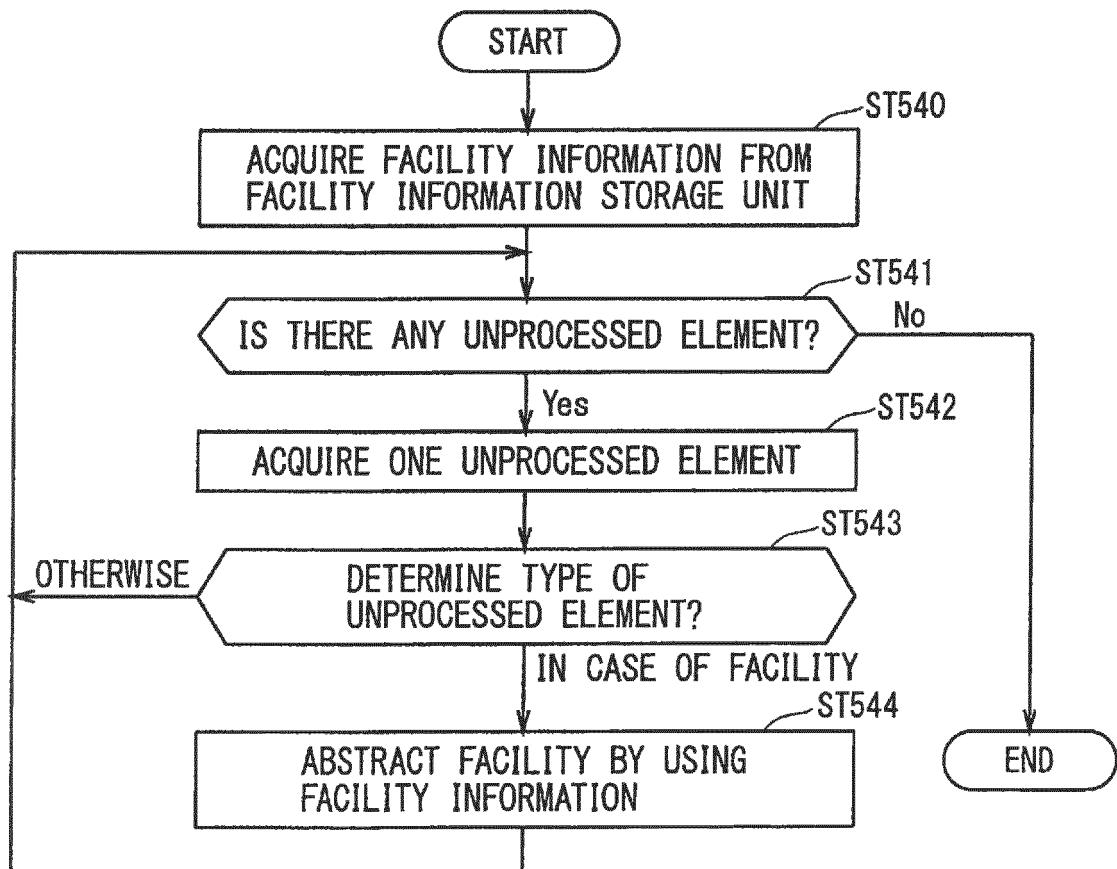 START
ST540
ACQUIRE FACILITY INFORMATION FROM
FACILITY INFORMATION STORAGE UNIT
ST541
IS THERE ANY UNPROCESSED ELEMENT?
No
Yes
ST542
ACQUIRE ONE UNPROCESSED ELEMENT
ST543
OTHERWISE
DETERMINE TYPE OF
UNPROCESSED ELEMENT?
IN CASE OF FACILITY
ST544
ABSTRACT FACILITY BY USING
FACILITY INFORMATION
END